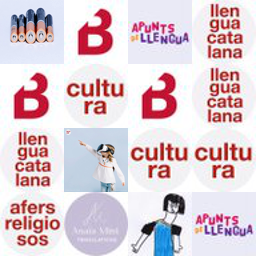 B
APUNTS
DE LLENGUA
llen
gua
cata
lana
B
cultu
ra
B
llen
gua
cata
lana
llen
gua
cata
lana
cultu
ra
cultu
ra
afers
religio
sos
APUNTS
DE LLENGUA